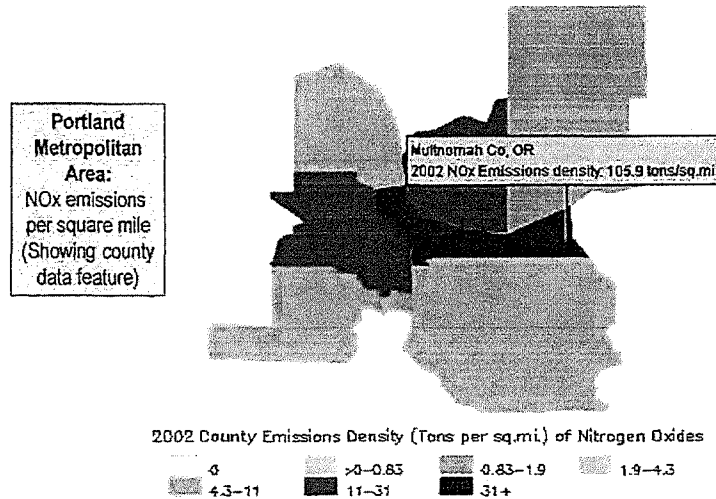 Portland
Metropolitan
Area:
NOx emissions
per square mile
(Showing county
data feature)
Multnomah Co, OR
2002 NOx Emissions density: 105.9 tons/sq.mi
2002 County Emissions Density (Tons per sq.mi.) of Nitrogen Oxides
0 >0-0.83 0.83-1.9 1.9-4.3
4.3-11 11-31 31+